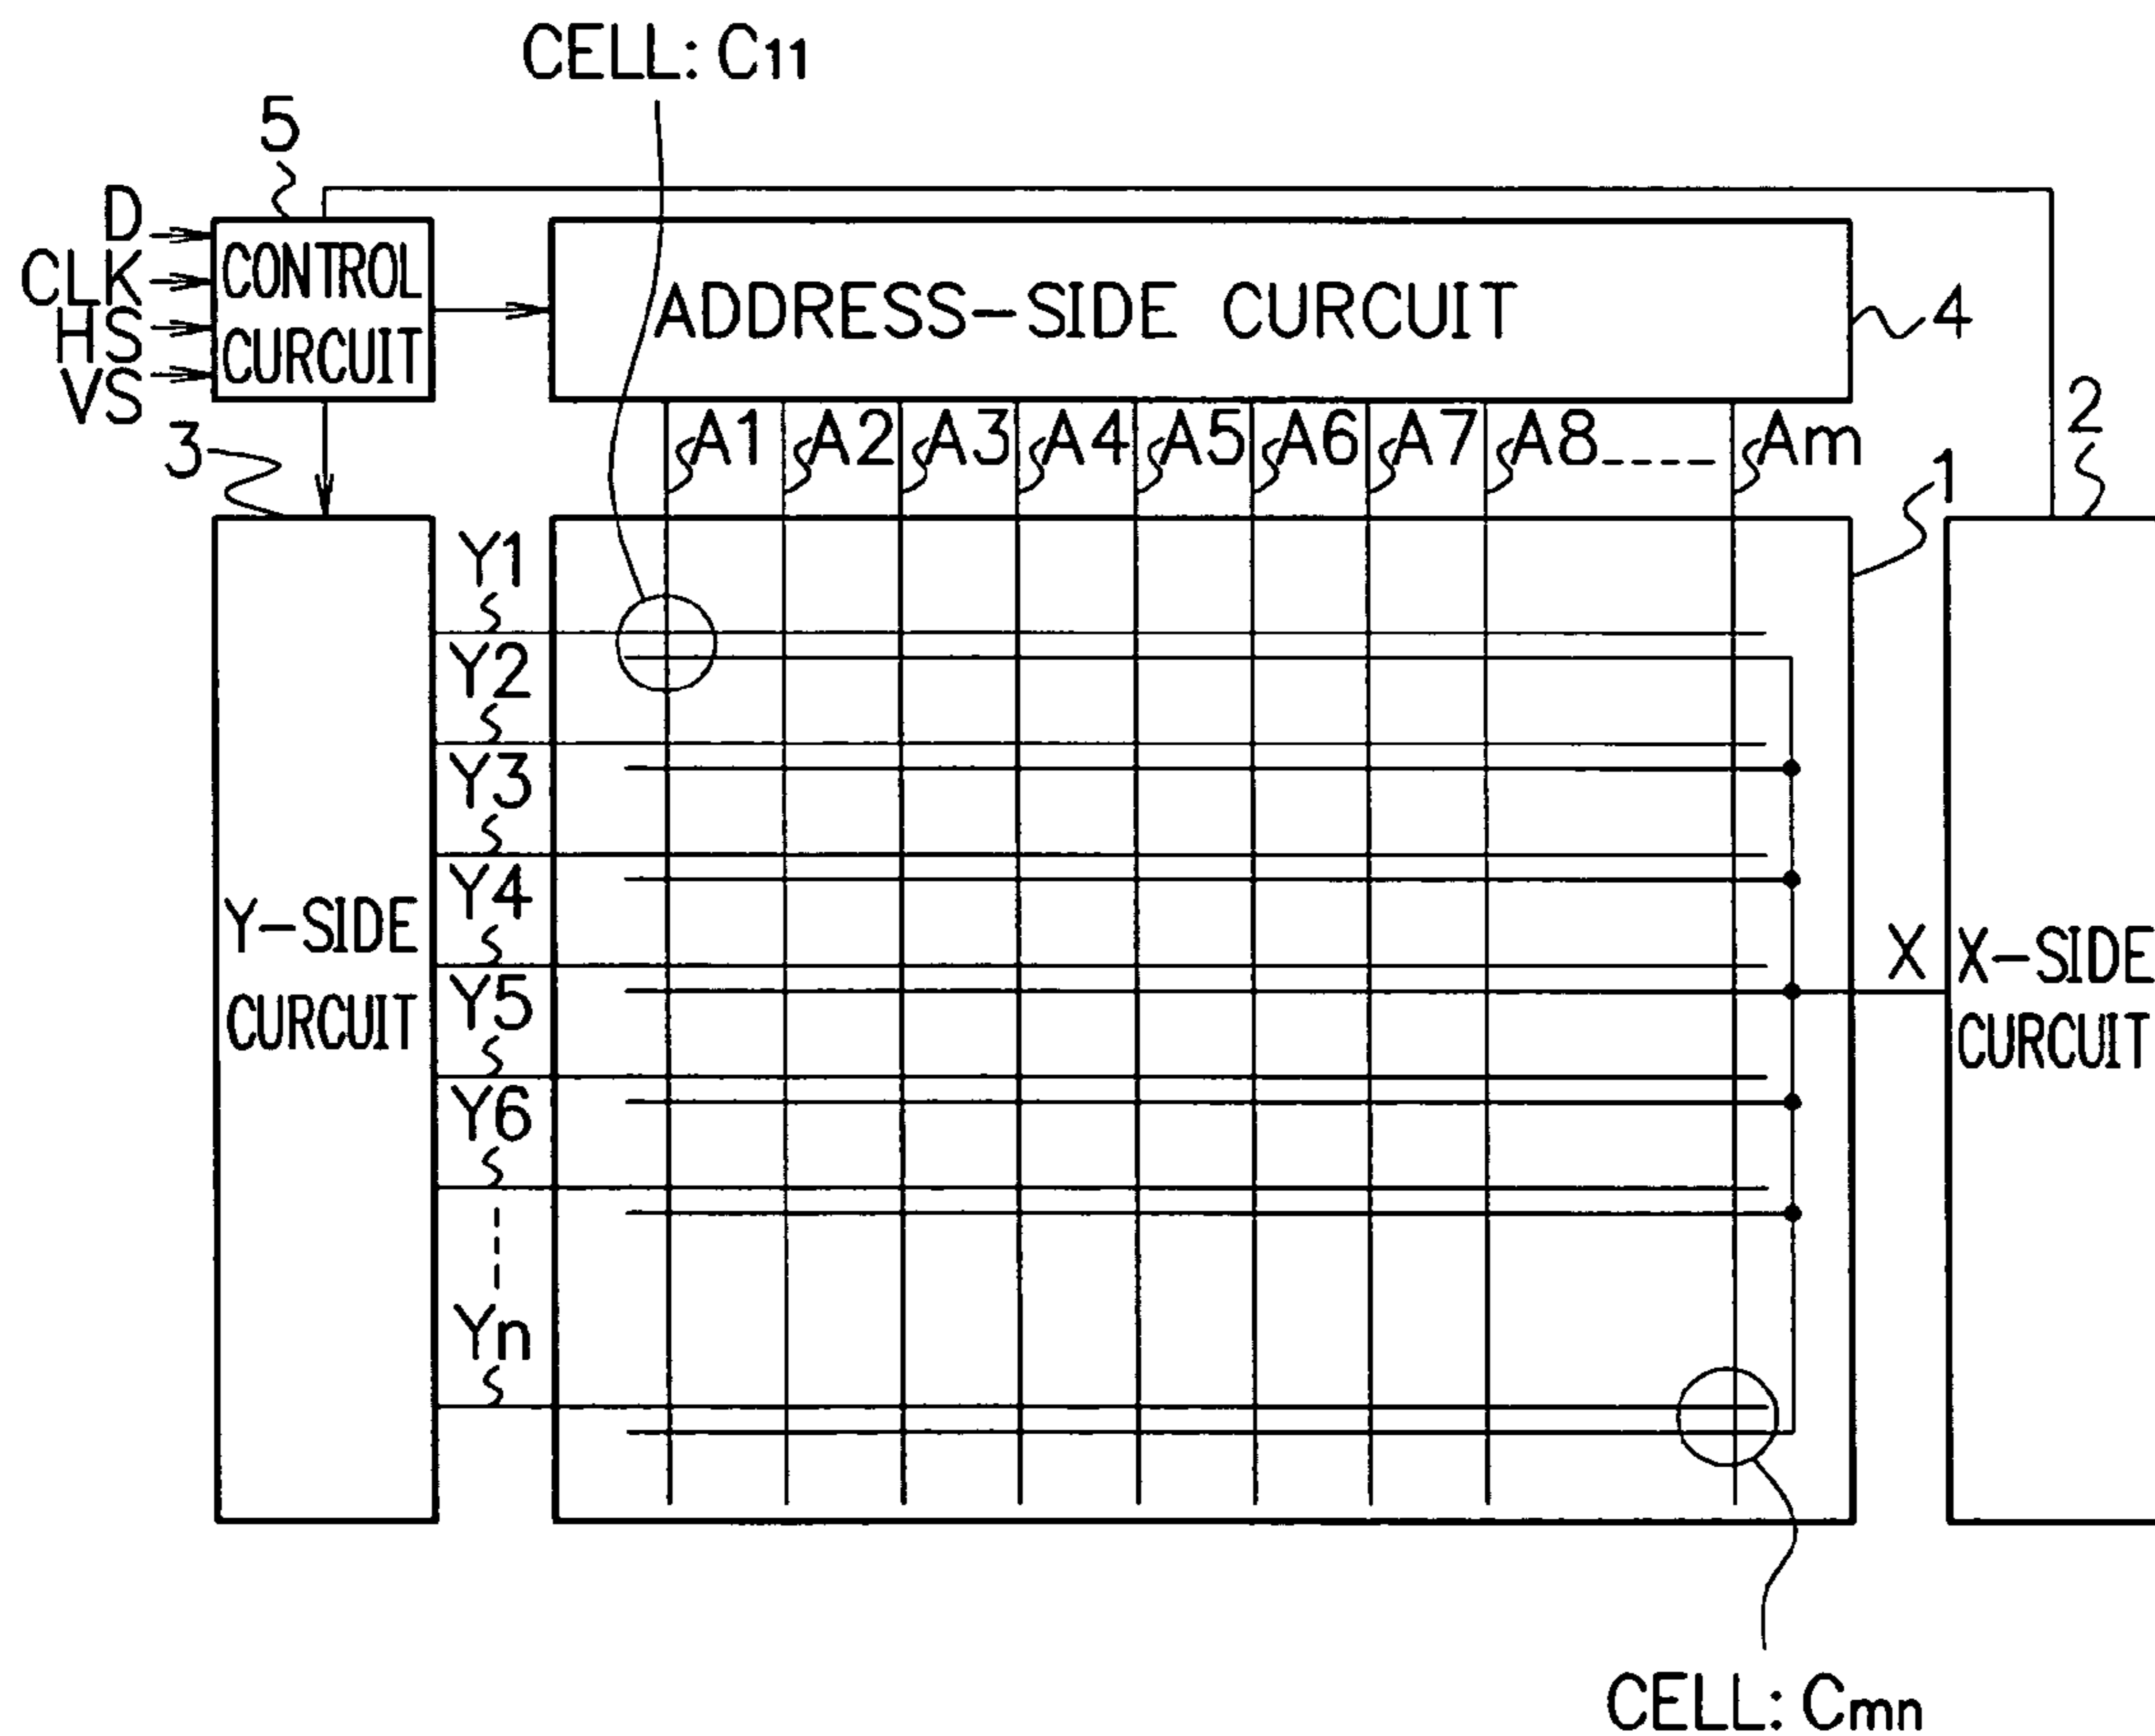 CELL: C11
5
D
CLK
HS
VS
CONTROL
CURCUIT
ADDRESS-SIDE CURCUIT
4
3
A1 A2 A3 A4 A5 A6 A7 A8---- Am
1
2
Y1
Y2
Y3
Y4
Y5
Y6
Yn
Y-SIDE
CURCUIT
X
X-SIDE
CURCUIT
CELL: Cmn